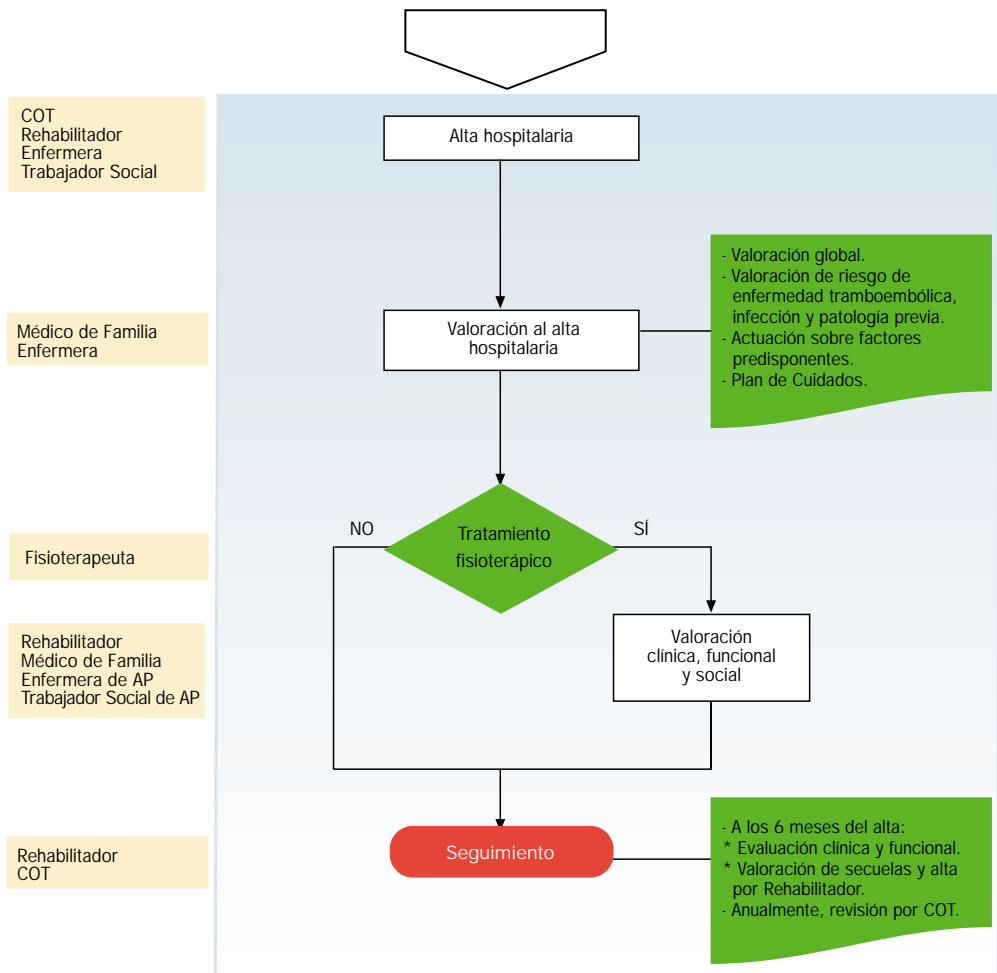 COT
Rehabilitador
Enfermera
Trabajador Social
Alta hospitalaria
Médico de Familia
Enfermera
Valoración al alta
hospitalaria
- Valoración global.
- Valoración de riesgo de
enfermedad tramboembólica,
infección y patología previa.
- Actuación sobre factores
predisponentes.
- Plan de Cuidados.
Fisioterapeuta
NO
Tratamiento
fisioterápico
SÍ
Rehabilitador
Médico de Familia
Enfermera de AP
Trabajador Social de AP
Valoración
clínica, funcional
y social
Rehabilitador
COT
Seguimiento
- A los 6 meses del alta:
* Evaluación clínica y funcional.
* Valoración de secuelas y alta
por Rehabilitador.
- Anualmente, revisión por COT.